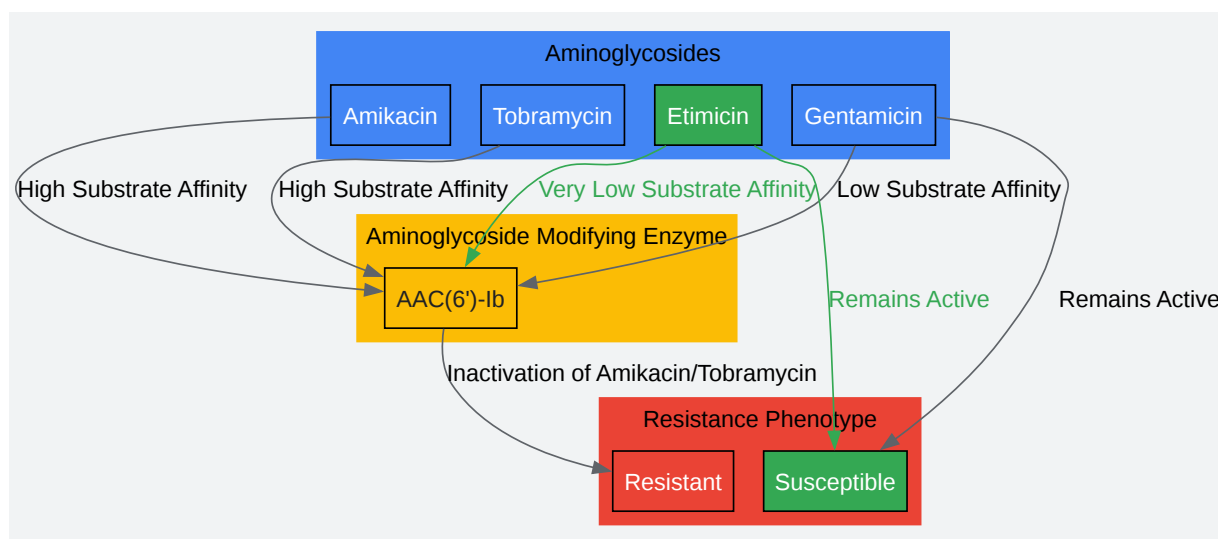 Aminoglycosides
Amikacin
Tobramycin
Etimicin
Gentamicin
High Substrate Affinity
High Substrate Affinity
Very Low Substrate Affinity
Low Substrate Affinity
Aminoglycoside Modifying Enzyme
AAC(6')-Ib
Remains Active
Remains Active
Inactivation of Amikacin/Tobramycin
Resistance Phenotype
Resistant
Susceptible